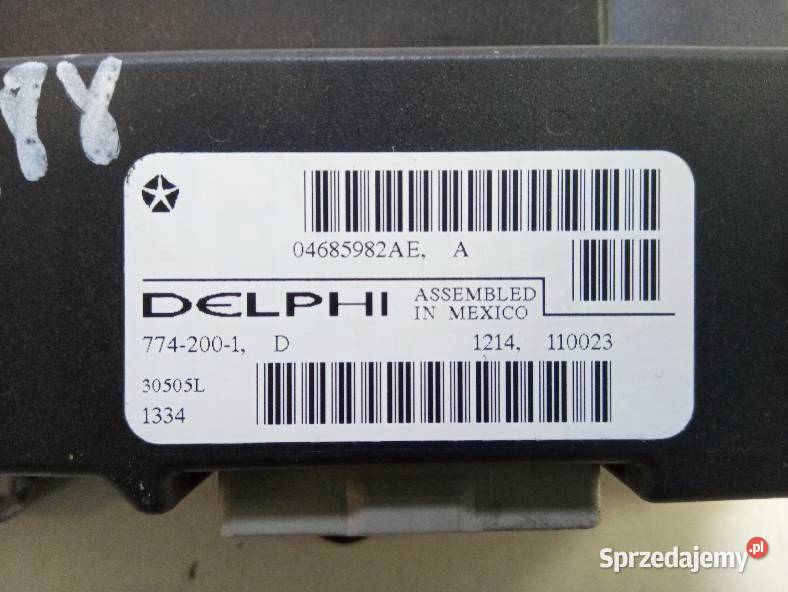 04685982AE, A
DELPHI ASSEMBLED IN MEXICO
774-200-1, D 1214, 110023
30505L
1334
Sprzedajemy.pl